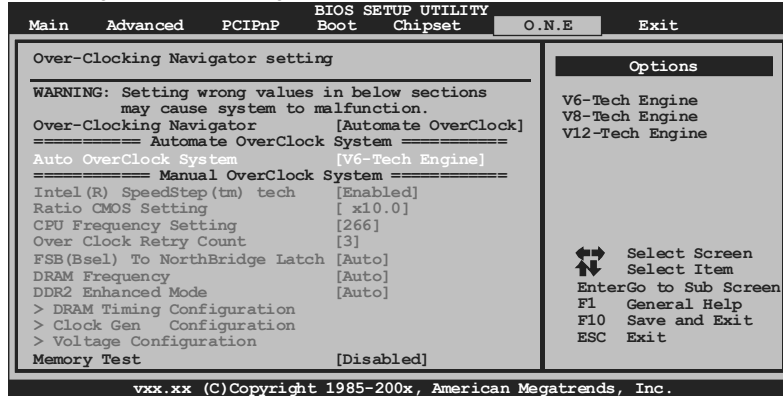 BIOS SETUP UTILITY
Main Advanced PCIPnP Boot Chipset O.N.E Exit
Over-Clocking Navigator setting
WARNING: Setting wrong values in below sections
may cause system to malfunction.
Over-Clocking Navigator [Automate OverClock]
=========== Automate OverClock System ===========
Auto OverClock System [V6-Tech Engine]
============ Manual OverClock System ============
Intel(R) SpeedStep(tm) tech [Enabled]
Ratio CMOS Setting [ x10.0]
CPU Frequency Setting [266]
Over Clock Retry Count [3]
FSB(Bsel) To NorthBridge Latch [Auto]
DRAM Frequency [Auto]
DDR2 Enhanced Mode [Auto]
> DRAM Timing Configuration
> Clock Gen Configuration
> Voltage Configuration
Memory Test [Disabled]
Options
V6-Tech Engine
V8-Tech Engine
V12-Tech Engine
Select Screen
Select Item
EnterGo to Sub Screen
F1 General Help
F10 Save and Exit
ESC Exit
vxx.xx (C)Copyright 1985-200x, American Megatrends, Inc.